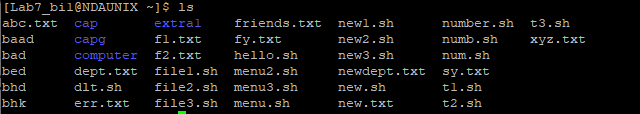 [Lab7_bil@NDAUNIX ~]$ ls
abc.txt cap extral friends.txt new1.sh number.sh t3.sh
baad capg f1.txt fy.txt new2.sh numb.sh xyz.txt
bad computer f2.txt hello.sh new3.sh num.sh
bed dept.txt file1.sh menu2.sh newdept.txt sy.txt
bhd dlt.sh file2.sh menu3.sh new.sh t1.sh
bhk err.txt file3.sh menu.sh new.txt t2.sh